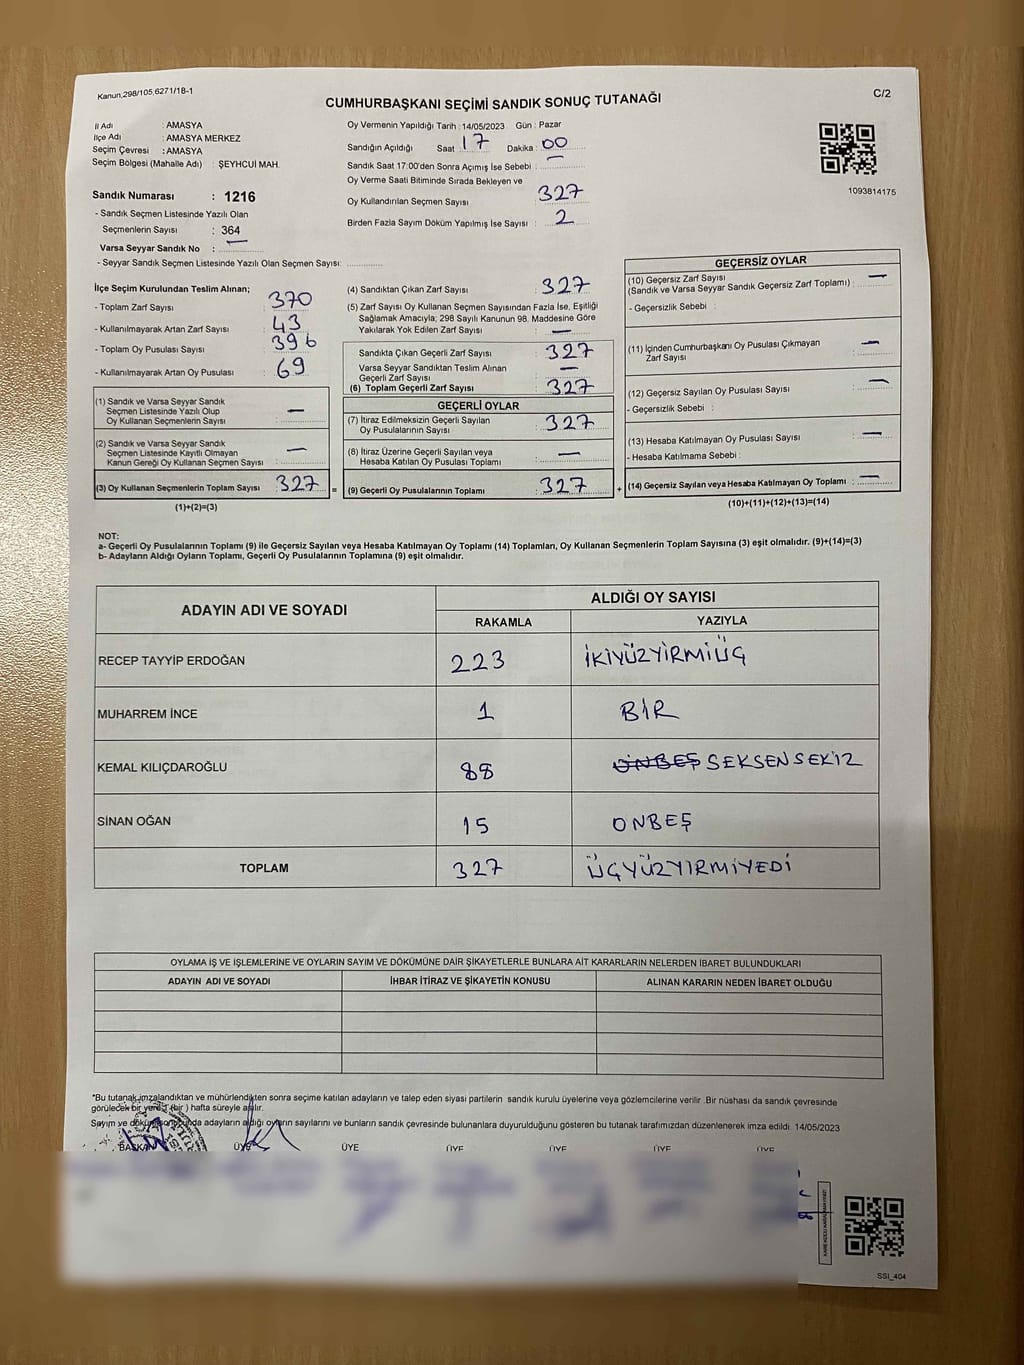 Kanun,298/105,6271/18-1
CUMHURBAŞKANI SEÇİMİ SANDIK SONUÇ TUTANAĞI
C/2
İl Adı : AMASYA
İlçe Adı : AMASYA MERKEZ
Seçim Çevresi : AMASYA
Seçim Bölgesi (Mahalle Adı) : ŞEYHCUİ MAH.
Sandık Numarası : 1216
- Sandık Seçmen Listesinde Yazılı Olan
Seçmenlerin Sayısı : 364
Varsa Seyyar Sandık No : —
- Seyyar Sandık Seçmen Listesinde Yazılı Olan Seçmen Sayısı:
Oy Vermenin Yapıldığı Tarih : 14/05/2023 Gün : Pazar
Sandığın Açıldığı Saat 17 Dakika : 00
Sandık Saat 17:00'den Sonra Açımış İse Sebebi : —
Oy Verme Saati Bitiminde Sırada Bekleyen ve
Oy Kullandırılan Seçmen Sayısı : 327
Birden Fazla Sayım Döküm Yapılmış İse Sayısı : 2
1093814175
İlçe Seçim Kurulundan Teslim Alınan;
- Toplam Zarf Sayısı : 370
- Kullanılmayarak Artan Zarf Sayısı : 43
- Toplam Oy Pusulası Sayısı : 396
- Kullanılmayarak Artan Oy Pusulası : 69
(1) Sandık ve Varsa Seyyar Sandık
Seçmen Listesinde Yazılı Olup
Oy Kullanan Seçmenlerin Sayısı : —
(2) Sandık ve Varsa Seyyar Sandık
Seçmen Listesinde Kayıtlı Olmayan
Kanun Gereği Oy Kullanan Seçmen Sayısı : —
(3) Oy Kullanan Seçmenlerin Toplam Sayısı : 327 =
(1)+(2)=(3)
(4) Sandıktan Çıkan Zarf Sayısı : 327
(5) Zarf Sayısı Oy Kullanan Seçmen Sayısından Fazla İse, Eşitliği
Sağlamak Amacıyla; 298 Sayılı Kanunun 98. Maddesine Göre
Yakılarak Yok Edilen Zarf Sayısı : —
Sandıkta Çıkan Geçerli Zarf Sayısı : 327
Varsa Seyyar Sandıktan Teslim Alınan
Geçerli Zarf Sayısı : —
(6) Toplam Geçerli Zarf Sayısı : 327
GEÇERLİ OYLAR
(7) İtiraz Edilmeksizin Geçerli Sayılan
Oy Pusulalarının Sayısı : 327
(8) İtiraz Üzerine Geçerli Sayılan veya
Hesaba Katılan Oy Pusulası Toplamı : —
(9) Geçerli Oy Pusulalarının Toplamı : 327 +
GEÇERSİZ OYLAR
(10) Geçersiz Zarf Sayısı
(Sandık ve Varsa Seyyar Sandık Geçersiz Zarf Toplamı) : —
- Geçersizlik Sebebi :
(11) İçinden Cumhurbaşkanı Oy Pusulası Çıkmayan
Zarf Sayısı : —
(12) Geçersiz Sayılan Oy Pusulası Sayısı : —
- Geçersizlik Sebebi :
(13) Hesaba Katılmayan Oy Pusulası Sayısı : —
- Hesaba Katılmama Sebebi :
(14) Geçersiz Sayılan veya Hesaba Katılmayan Oy Toplamı : —
(10)+(11)+(12)+(13)=(14)
NOT:
a- Geçerli Oy Pusulalarının Toplamı (9) ile Geçersiz Sayılan veya Hesaba Katılmayan Oy Toplamı (14) Toplamları, Oy Kullanan Seçmenlerin Toplam Sayısına (3) eşit olmalıdır. (9)+(14)=(3)
b- Adayların Aldığı Oyların Toplamı, Geçerli Oy Pusulalarının Toplamına (9) eşit olmalıdır.
ADAYIN ADI VE SOYADI ALDIĞI OY SAYISI
RAKAMLA YAZIYLA
RECEP TAYYİP ERDOĞAN 223 İKİYÜZYİRMİÜÇ
MUHARREM İNCE 1 BİR
KEMAL KILIÇDAROĞLU 88 ONBEŞ SEKSENSEKİZ
SİNAN OĞAN 15 ONBEŞ
TOPLAM 327 ÜÇYÜZYIRMİYEDİ
OYLAMA İŞ VE İŞLEMLERİNE VE OYLARIN SAYIM VE DÖKÜMÜNE DAİR ŞİKAYETLERLE BUNLARA AİT KARARLARIN NELERDEN İBARET BULUNDUKLARI
ADAYIN ADI VE SOYADI İHBAR İTİRAZ VE ŞİKAYETİN KONUSU ALINAN KARARIN NEDEN İBARET OLDUĞU
"Bu tutanak,imzalandıktan ve mühürlendikten sonra seçime katılan adayların ve talep eden siyasi partilerin sandık kurulu üyelerine veya gözlemcilerine verilir .Bir nüshası da sandık çevresinde
görülecek bir yere 1 (bir ) hafta süreyle asılır.
Sayım ve döküm sonucunda adayların aldığı oyların sayılarını ve bunların sandık çevresinde bulunanlara duyurulduğunu gösteren bu tutanak tarafımızdan düzenlenerek imza edildi. 14/05/2023
BAŞKAN ÜYE ÜYE ÜYE ÜYE ÜYE ÜYE
SSI_404